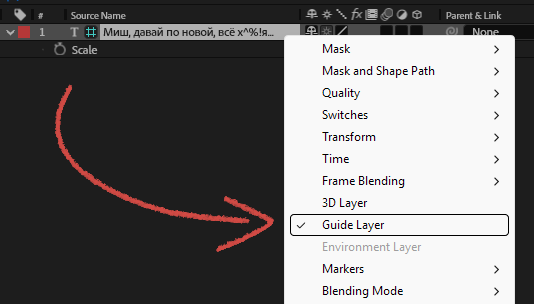 # Source Name Parent & Link
1 T Миш, давай по новой, всё х^%!я... None
Scale
Mask
Mask and Shape Path
Quality
Switches
Transform
Time
Frame Blending
3D Layer
Guide Layer
Environment Layer
Markers
Blending Mode